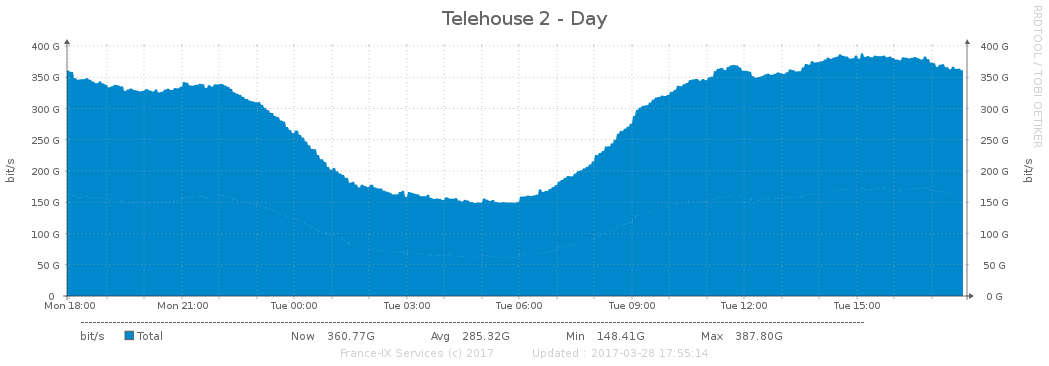 Telehouse 2 - Day
RRDTOOL / TOBI OETIKER
bit/s
400 G 400 G
350 G 350 G
300 G 300 G
250 G 250 G
200 G 200 G
150 G 150 G
100 G 100 G
50 G 50 G
0 0 G
bit/s
Mon 18:00 Mon 21:00 Tue 00:00 Tue 03:00 Tue 06:00 Tue 09:00 Tue 12:00 Tue 15:00
bit/s Total Now 360.77G Avg 285.32G Min 148.41G Max 387.80G
France-IX Services (c) 2017 Updated : 2017-03-28 17:55:14